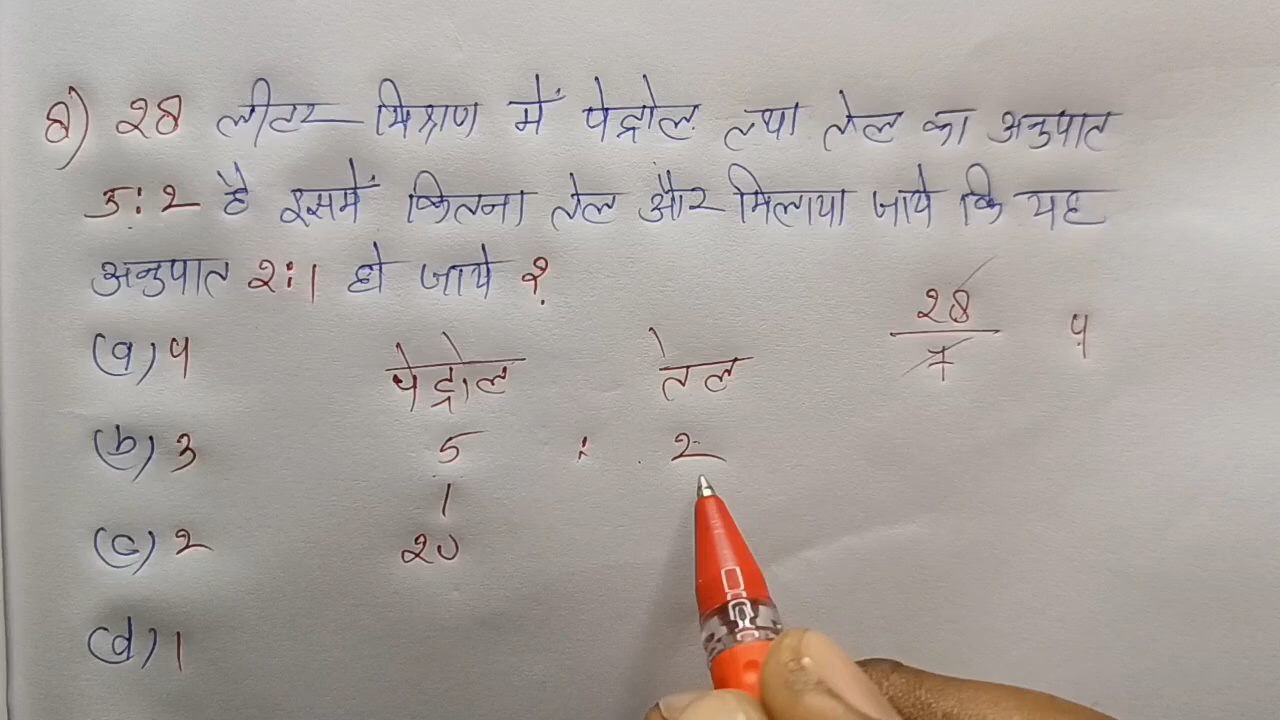 8) 28 लीटर मिश्रण में पेट्रोल तथा तेल का अनुपात
5:2 है इसमें कितना तेल और मिलाया जाये कि यह
अनुपात 2:1 हो जाये ?
(a) 4
(b) 3
(c) 2
(d) 1
पेट्रोल तेल
5 : 2
1
20
28
7
4